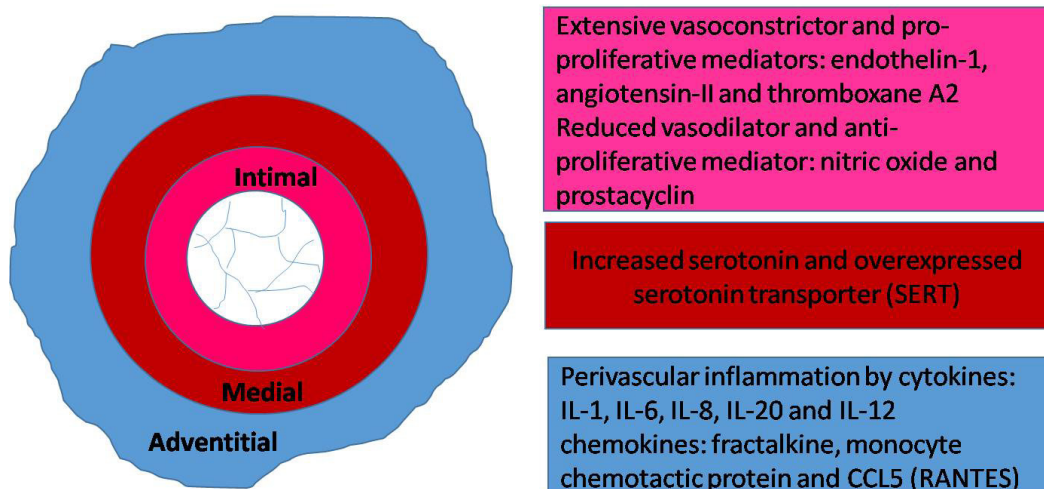 Intimal
Medial
Adventitial
Extensive vasoconstrictor and pro-
proliferative mediators: endothelin-1,
angiotensin-II and thromboxane A2
Reduced vasodilator and anti-
proliferative mediator: nitric oxide and
prostacyclin
Increased serotonin and overexpressed
serotonin transporter (SERT)
Perivascular inflammation by cytokines:
IL-1, IL-6, IL-8, IL-20 and IL-12
chemokines: fractalkine, monocyte
chemotactic protein and CCL5 (RANTES)